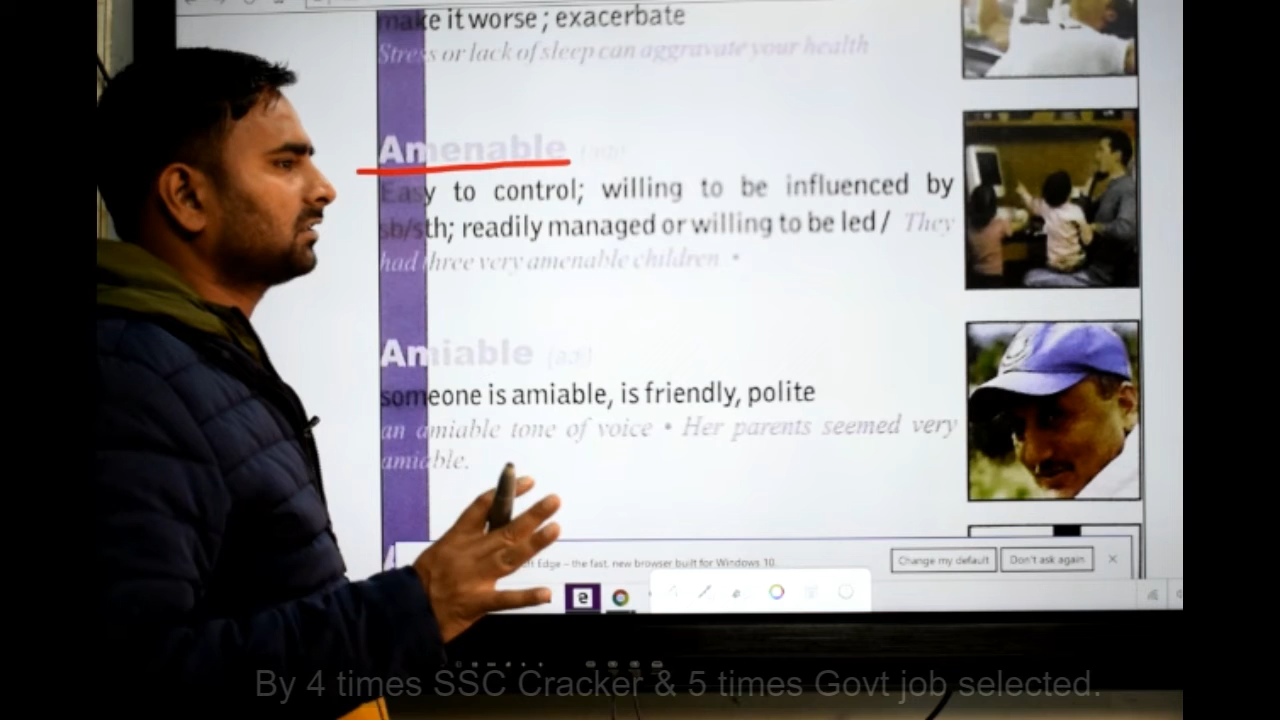 make it worse ; exacerbate
Stress or lack of sleep can aggravate your health
Amenable (adj)
Easy to control; willing to be influenced by
sb/sth; readily managed or willing to be led / They
had three very amenable children •
Amiable (adj)
someone is amiable, is friendly, polite
an amiable tone of voice • Her parents seemed very
amiable.
Edge – the fast, new browser built for Windows 10.
Change my default
Don't ask again
By 4 times SSC Cracker & 5 times Govt job selected.